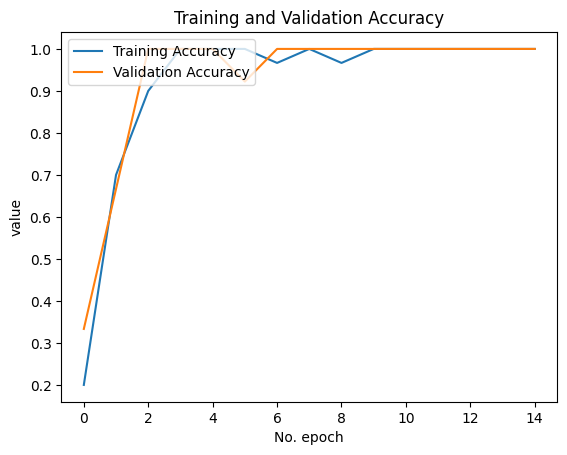 Training and Validation Accuracy
Training Accuracy
Validation Accuracy
value
1.0
0.9
0.8
0.7
0.6
0.5
0.4
0.3
0.2
0 2 4 6 8 10 12 14
No. epoch